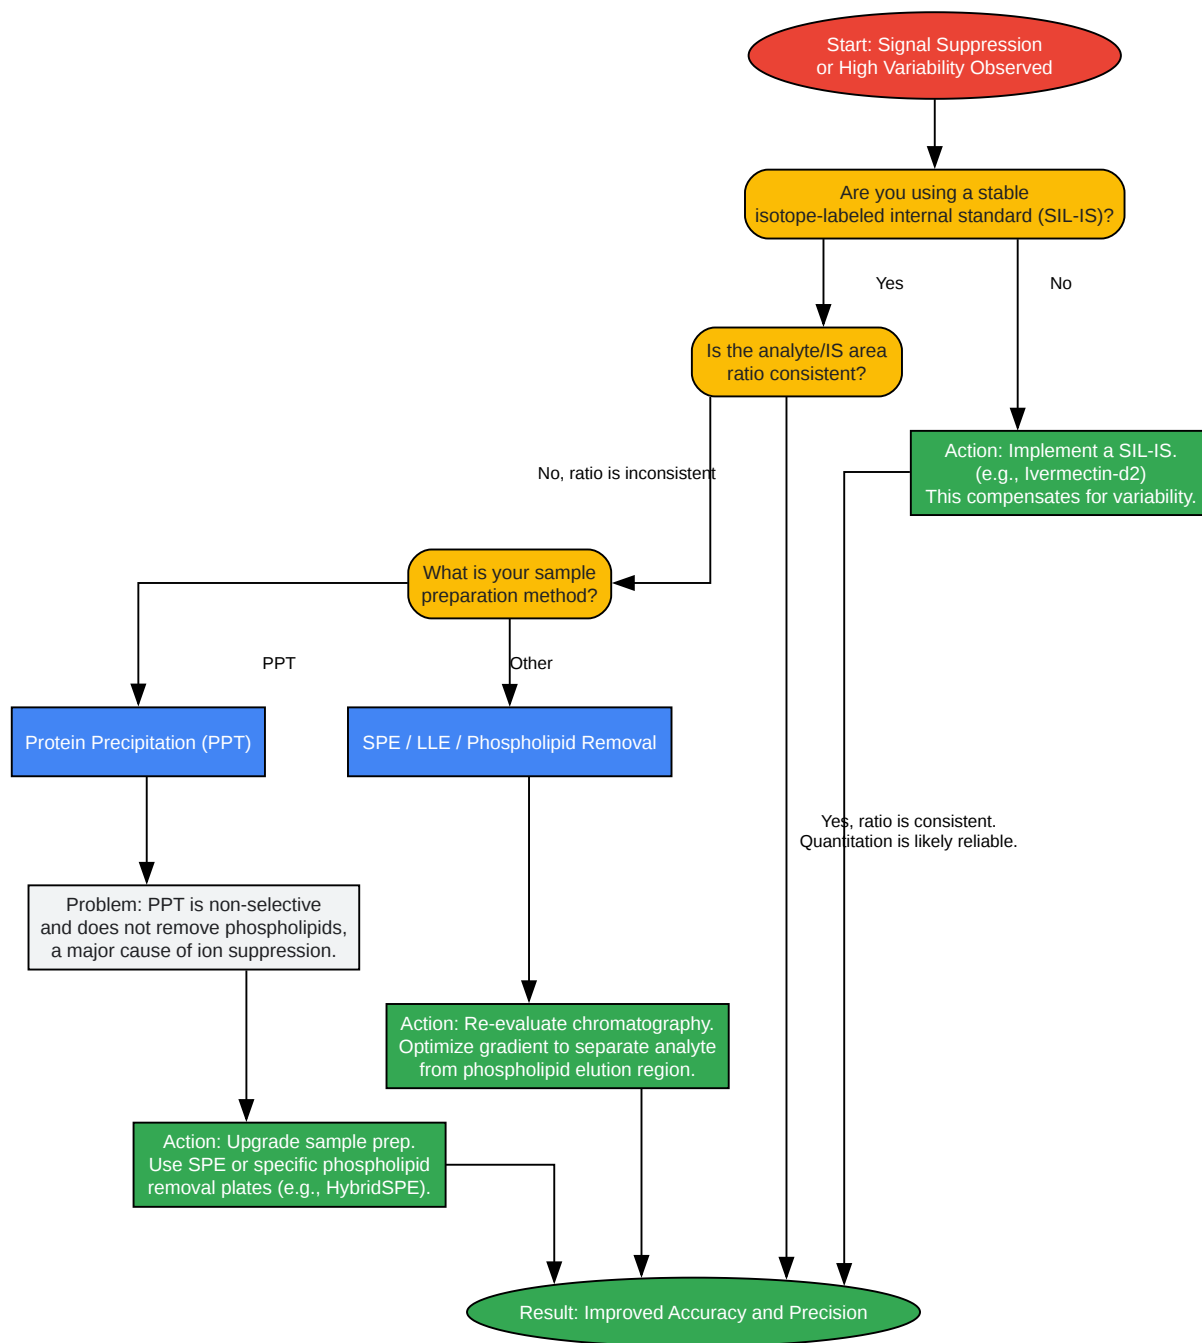 Start: Signal Suppression
or High Variability Observed
Are you using a stable
isotope-labeled internal standard (SIL-IS)?
Yes
No
Is the analyte/IS area
ratio consistent?
Action: Implement a SIL-IS.
(e.g., Ivermectin-d2)
This compensates for variability.
No, ratio is inconsistent
What is your sample
preparation method?
PPT
Other
Protein Precipitation (PPT)
SPE / LLE / Phospholipid Removal
Yes, ratio is consistent.
Quantitation is likely reliable.
Problem: PPT is non-selective
and does not remove phospholipids,
a major cause of ion suppression.
Action: Re-evaluate chromatography.
Optimize gradient to separate analyte
from phospholipid elution region.
Action: Upgrade sample prep.
Use SPE or specific phospholipid
removal plates (e.g., HybridSPE).
Result: Improved Accuracy and Precision